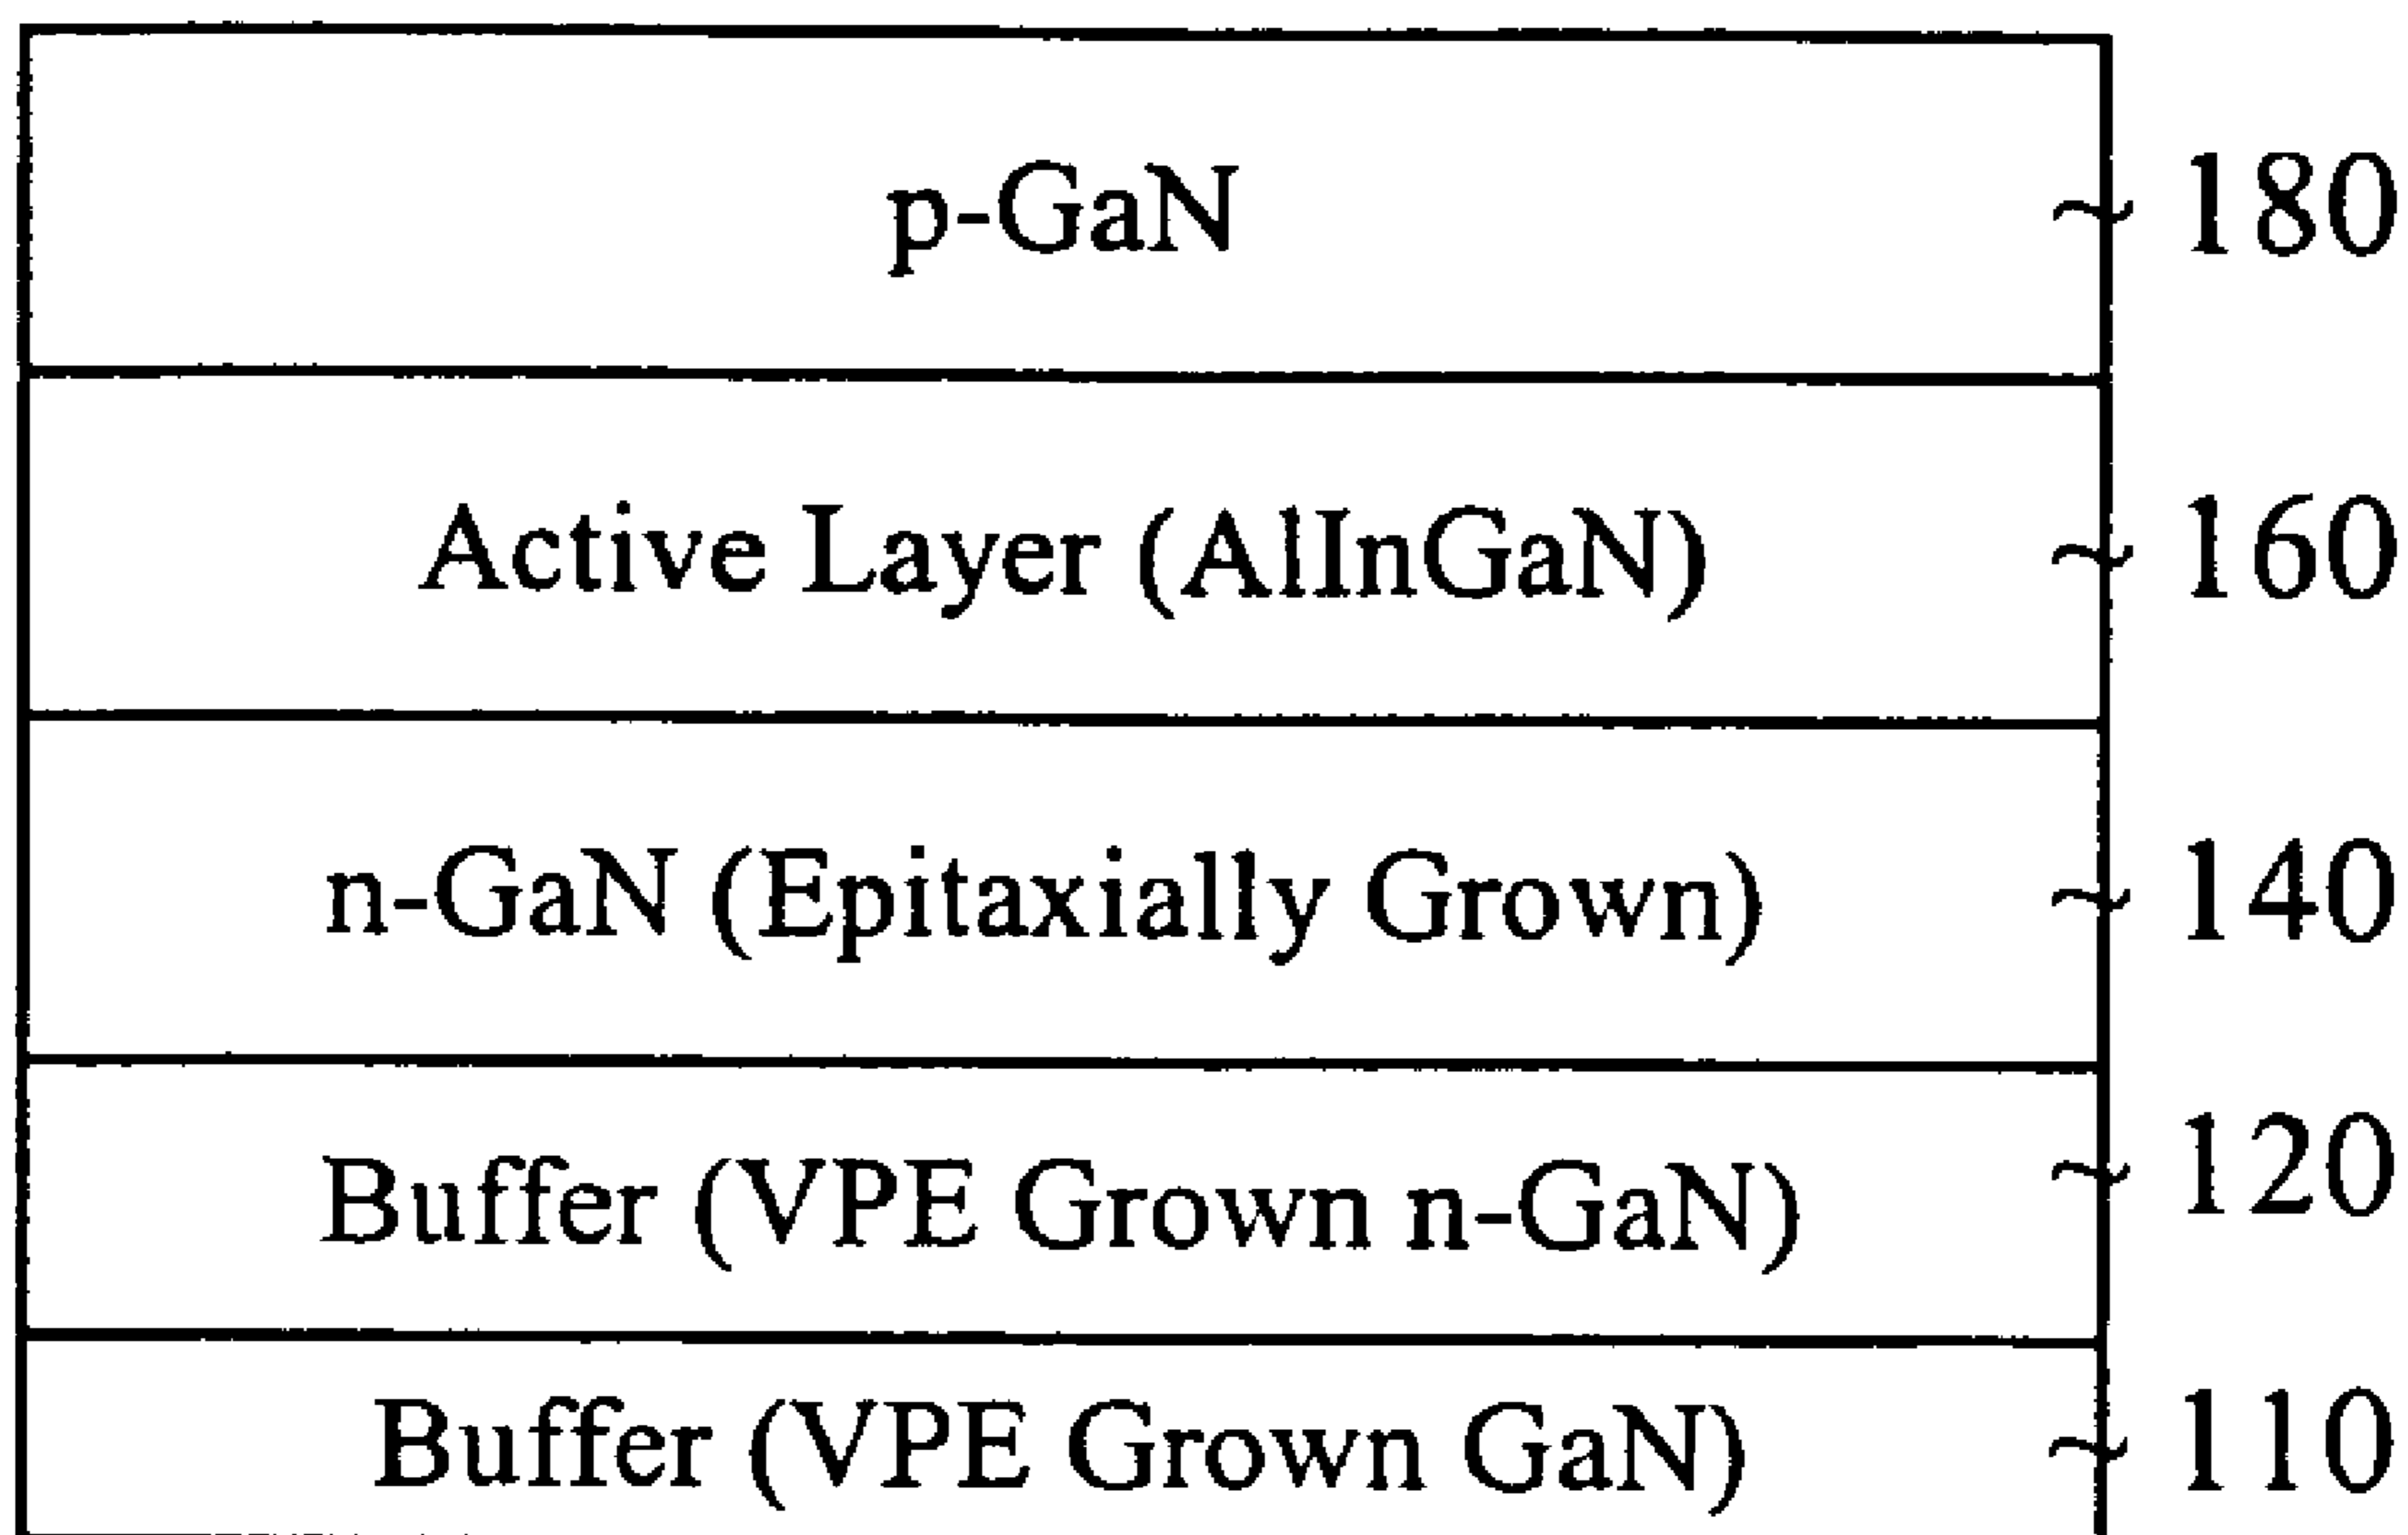 p-GaN ~ 180
Active Layer (AlInGaN) ~ 160
n-GaN (Epitaxially Grown) ~ 140
Buffer (VPE Grown n-GaN) ~ 120
Buffer (VPE Grown GaN) ~ 110